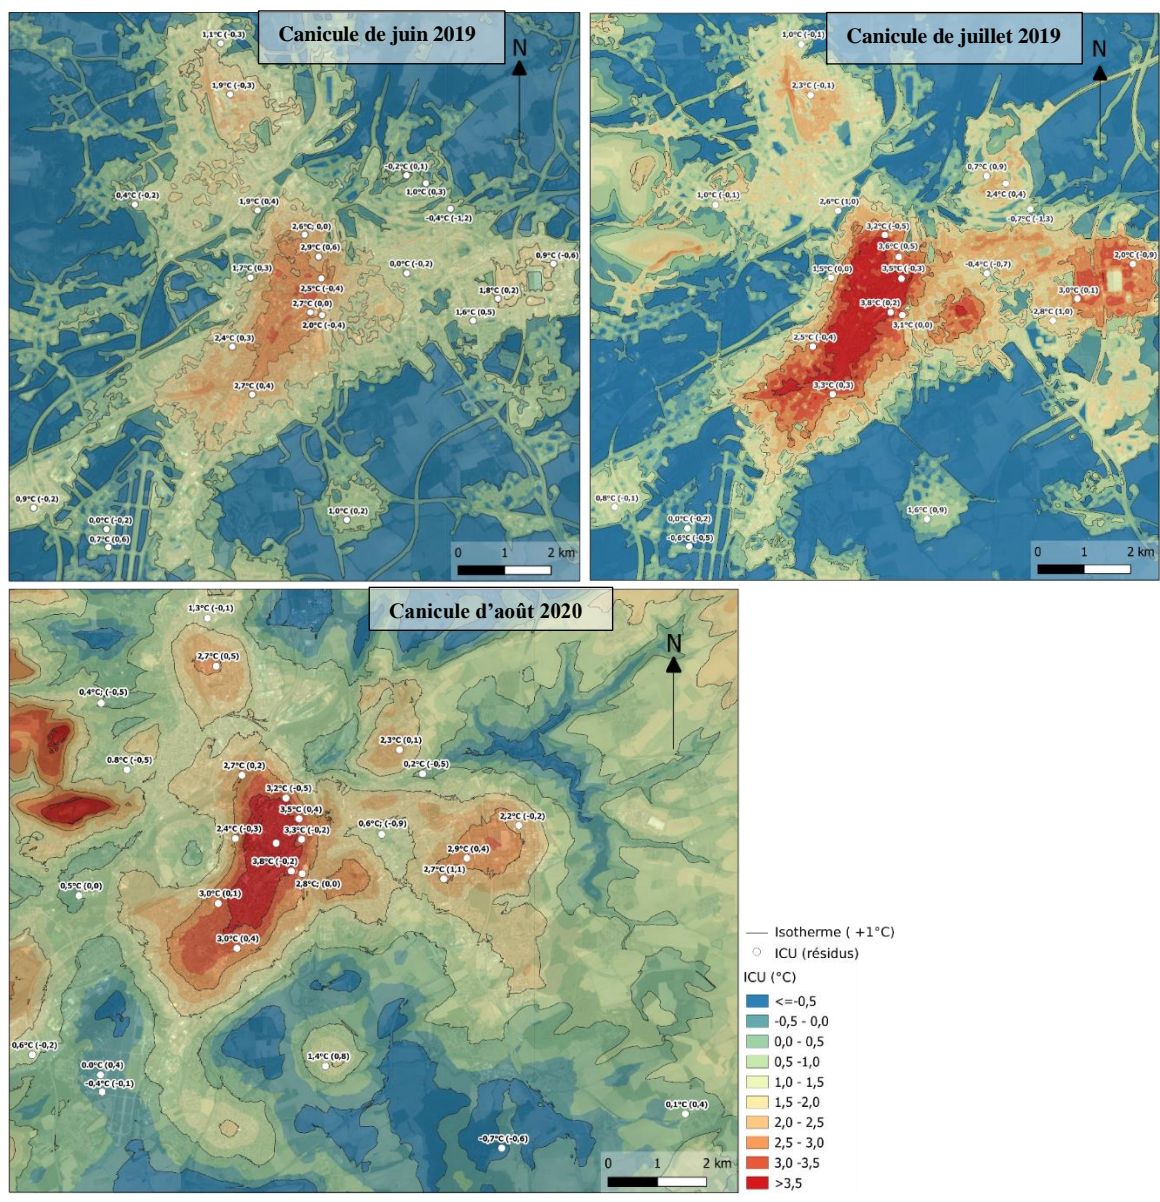 Canicule de juin 2019
N
1,1°C (-0,3)
1,9°C (-0,3)
-0,2°C (0,1)
1,0°C (0,3)
0,4°C (-0,2)
1,9°C (0,4)
-0,4°C (-1,2)
2,6°C; 0,0)
2,9°C (0,6)
0,9°C (-0,6)
1,7°C (0,3)
0,0°C (-0,2)
2,5°C (-0,4)
1,8°C (0,2)
2,7°C (0,0)
2,0°C (-0,4)
1,6°C (0,5)
2,4°C (0,3)
2,7°C (0,4)
0,9°C (-0,2)
1,0°C (0,2)
0,0°C (-0,2)
0,7°C (0,6)
0 1 2 km
Canicule de juillet 2019
N
1,0°C (-0,1)
2,3°C (-0,1)
0,7°C (0,9)
2,4°C (0,4)
1,0°C (-0,1)
2,6°C (1,0)
-0,7°C (-1,3)
3,2°C (-0,5)
3,6°C (0,5)
2,0°C (-0,9)
1,5°C (0,0)
3,5°C (-0,3)
-0,4°C (-0,7)
3,0°C (0,1)
3,8°C (0,2)
3,1°C (0,0)
2,8°C (1,0)
2,5°C (-0,4)
3,3°C (0,3)
0,8°C (-0,1)
1,6°C (0,9)
0,0°C (-0,2)
-0,6°C (-0,5)
0 1 2 km
Canicule d’août 2020
N
1,3°C (-0,1)
2,7°C (0,5)
0,4°C; (-0,5)
2,3°C (0,1)
0,8°C (-0,5)
0,2°C (-0,5)
2,7°C (0,2)
3,2°C (-0,5)
3,5°C (0,4)
2,2°C (-0,2)
2,4°C (-0,3)
3,3°C (-0,2)
0,6°C; (-0,9)
2,9°C (0,4)
3,8°C (-0,2)
2,7°C (1,1)
2,8°C; (0,0)
0,5°C (0,0)
3,0°C (0,1)
3,0°C (0,4)
0,6°C (-0,2)
0,0°C (0,4)
1,4°C (0,8)
-0,4°C (-0,1)
0,1°C (0,4)
-0,7°C (-0,6)
0 1 2 km
Isotherme ( +1°C)
ICU (résidus)
ICU (°C)
<=-0,5
-0,5 - 0,0
0,0 - 0,5
0,5 -1,0
1,0 - 1,5
1,5 -2,0
2,0 - 2,5
2,5 - 3,0
3,0 -3,5
>3,5